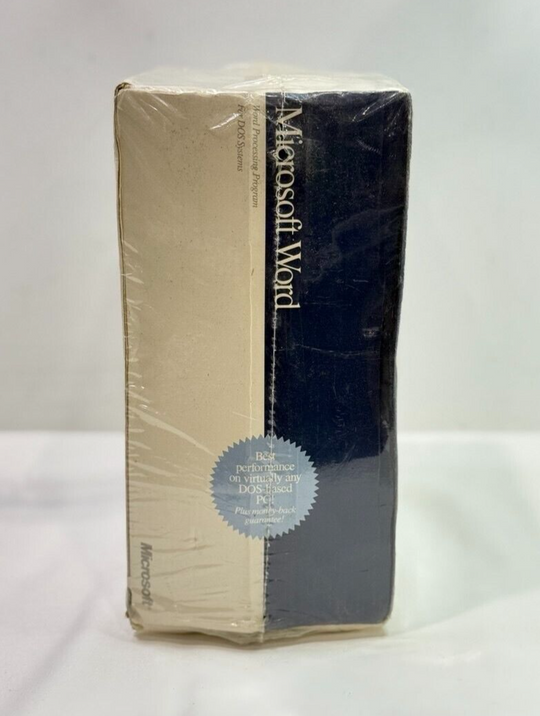 Microsoft Word
Word Processing Program
For DOS Systems
Best
performance
on virtually any
DOS-based
PC!
Plus money-back
guarantee!
Microsoft